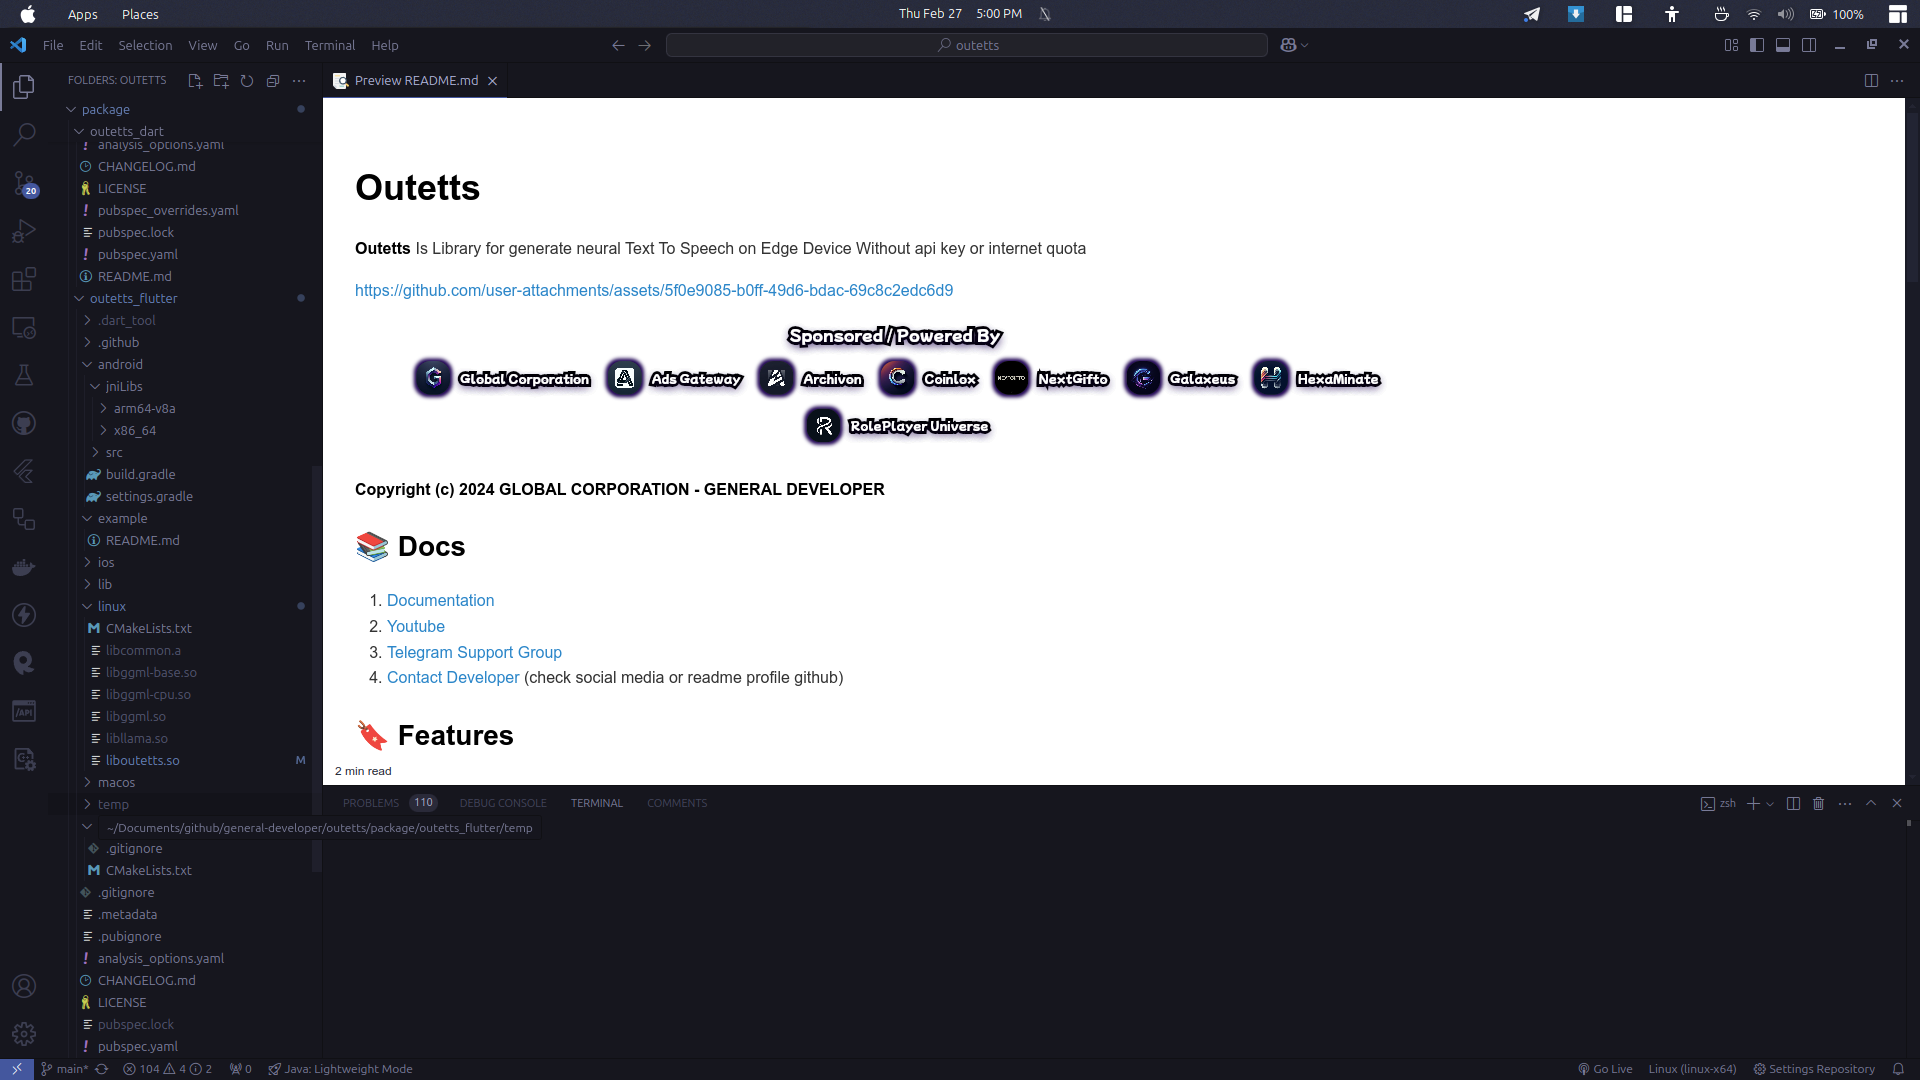 Apps Places Thu Feb 27 5:00 PM 100%
File Edit Selection View Go Run Terminal Help outetts
FOLDERS: OUTETTS Preview README.md
package
outetts_dart
analysis_options.yaml
CHANGELOG.md
LICENSE
20
pubspec_overrides.yaml
pubspec.lock
pubspec.yaml
README.md
outetts_flutter
.dart_tool
.github
android
jniLibs
arm64-v8a
x86_64
src
build.gradle
settings.gradle
example
README.md
ios
lib
linux
CMakeLists.txt
libcommon.a
libggml-base.so
libggml-cpu.so
libggml.so
/API
libllama.so
liboutetts.so M
macos
temp
~/Documents/github/general-developer/outetts/package/outetts_flutter/temp
.gitignore
CMakeLists.txt
.gitignore
.metadata
.pubignore
analysis_options.yaml
CHANGELOG.md
LICENSE
pubspec.lock
pubspec.yaml
Outetts
Outetts Is Library for generate neural Text To Speech on Edge Device Without api key or internet quota
https://github.com/user-attachments/assets/5f0e9085-b0ff-49d6-bdac-69c8c2edc6d9
Sponsored / Powered By
Global Corporation Ads Gateway Archivon Coinlox NEXTGIFTO NextGifto Galaxeus HexaMinate
RolePlayer Universe
Copyright (c) 2024 GLOBAL CORPORATION - GENERAL DEVELOPER
Docs
1. Documentation
2. Youtube
3. Telegram Support Group
4. Contact Developer (check social media or readme profile github)
Features
2 min read
PROBLEMS 110 DEBUG CONSOLE TERMINAL COMMENTS zsh
main* 104 4 2 0 Java: Lightweight Mode Go Live Linux (linux-x64) Settings Repository